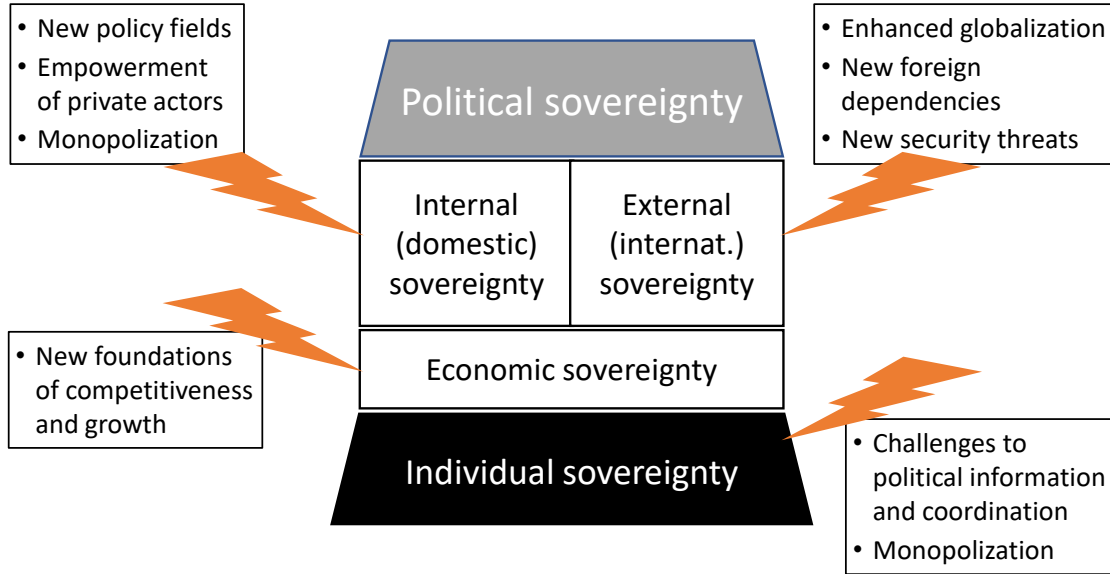 • New policy fields
• Empowerment
of private actors
• Monopolization
• Enhanced globalization
• New foreign
dependencies
• New security threats
Political sovereignty
Internal
(domestic)
sovereignty
External
(internat.)
sovereignty
• New foundations
of competitiveness
and growth
Economic sovereignty
Individual sovereignty
• Challenges to
political information
and coordination
• Monopolization